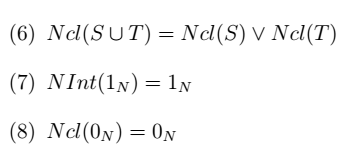 (6) Ncl(S ∪ T) = Ncl(S) ∨ Ncl(T)
(7) NInt(1_N) = 1_N
(8) Ncl(0_N) = 0_N